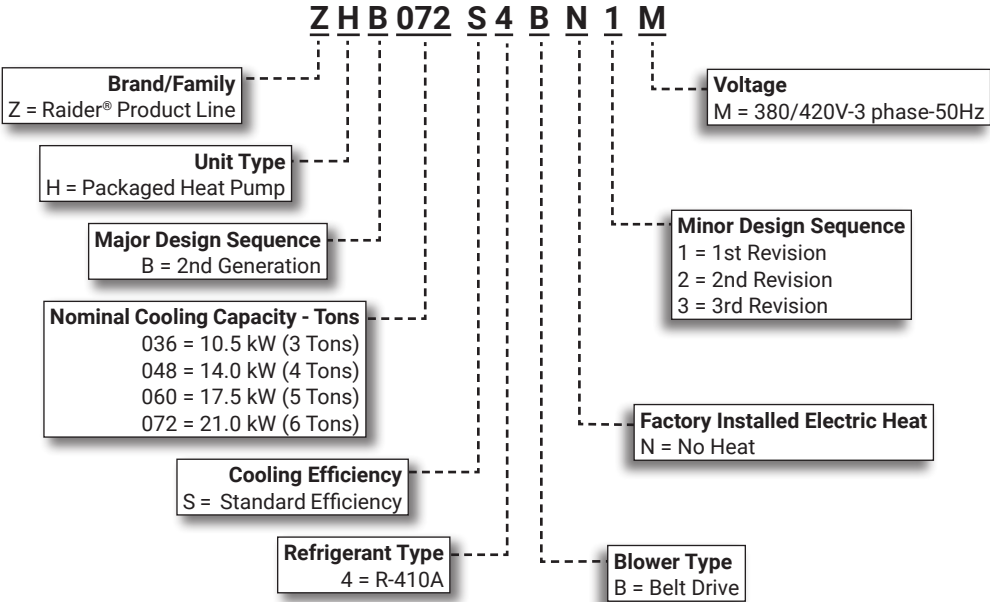 Z H B 072 S 4 B N 1 M
Brand/Family
Z = Raider® Product Line
Voltage
M = 380/420V-3 phase-50Hz
Unit Type
H = Packaged Heat Pump
Major Design Sequence
B = 2nd Generation
Minor Design Sequence
1 = 1st Revision
2 = 2nd Revision
3 = 3rd Revision
Nominal Cooling Capacity - Tons
036 = 10.5 kW (3 Tons)
048 = 14.0 kW (4 Tons)
060 = 17.5 kW (5 Tons)
072 = 21.0 kW (6 Tons)
Factory Installed Electric Heat
N = No Heat
Cooling Efficiency
S = Standard Efficiency
Refrigerant Type
4 = R-410A
Blower Type
B = Belt Drive